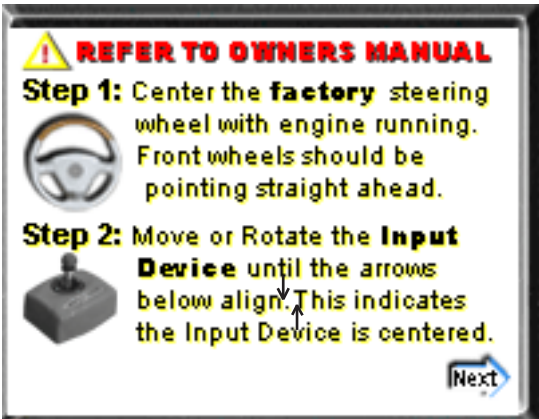 REFER TO OWNERS MANUAL
Step 1: Center the factory steering
wheel with engine running.
Front wheels should be
pointing straight ahead.
Step 2: Move or Rotate the Input
Device until the arrows
below align. This indicates
the Input Device is centered.
Next